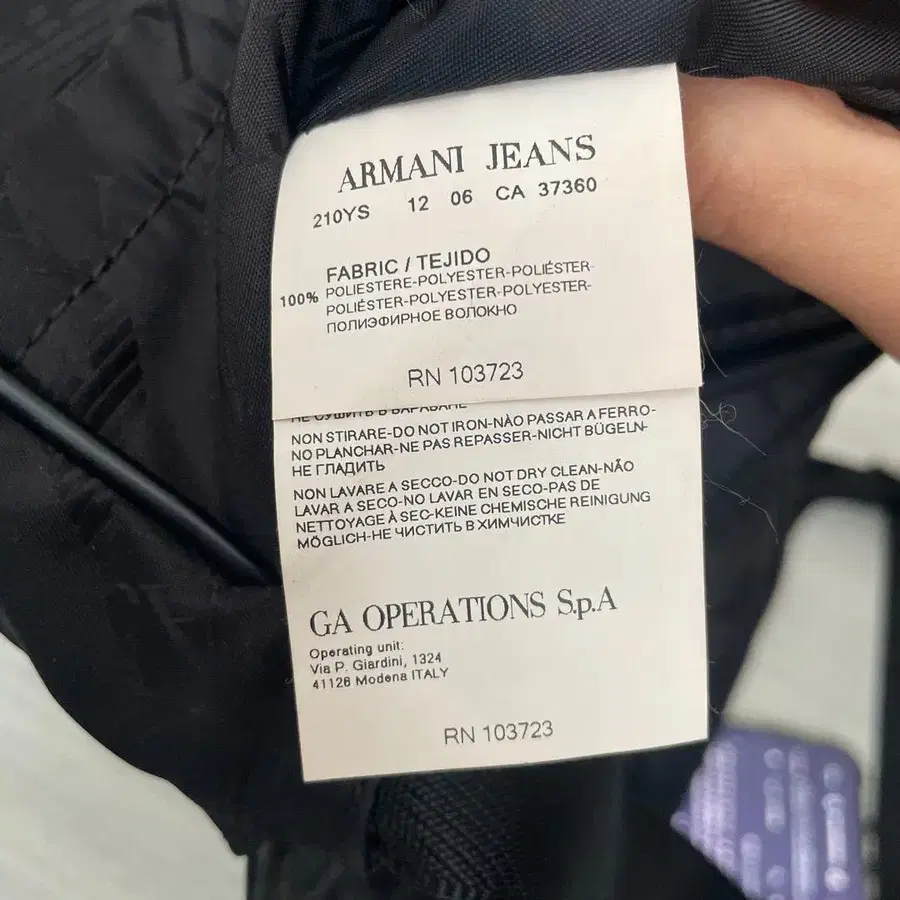 ARMANI JEANS
210YS 12 06 CA 37360
FABRIC / TEJIDO
100% POLIESTERE-POLYESTER-POLIÉSTER-
POLIÉSTER-POLYESTER-POLYESTER-
ПОЛИЭФИРНОЕ ВОЛОКНО
RN 103723
НЕ СУШИТЬ В БАРАБАНЕ
NON STIRARE-DO NOT IRON-NÀO PASSAR A FERRO-
NO PLANCHAR-NE PAS REPASSER-NICHT BÜGELN-
НЕ ГЛАДИТЬ
NON LAVARE A SECCO-DO NOT DRY CLEAN-NÃO
LAVAR A SECO-NO LAVAR EN SECO-PAS DE
NETTOYAGE À SEC-KEINE CHEMISCHE REINIGUNG
MÖGLICH-НЕ ЧИСТИТЬ В ХИМЧИСТКЕ
GA OPERATIONS S.p.A
Operating unit:
Via P. Giardini, 1324
41126 Modena ITALY
RN 103723